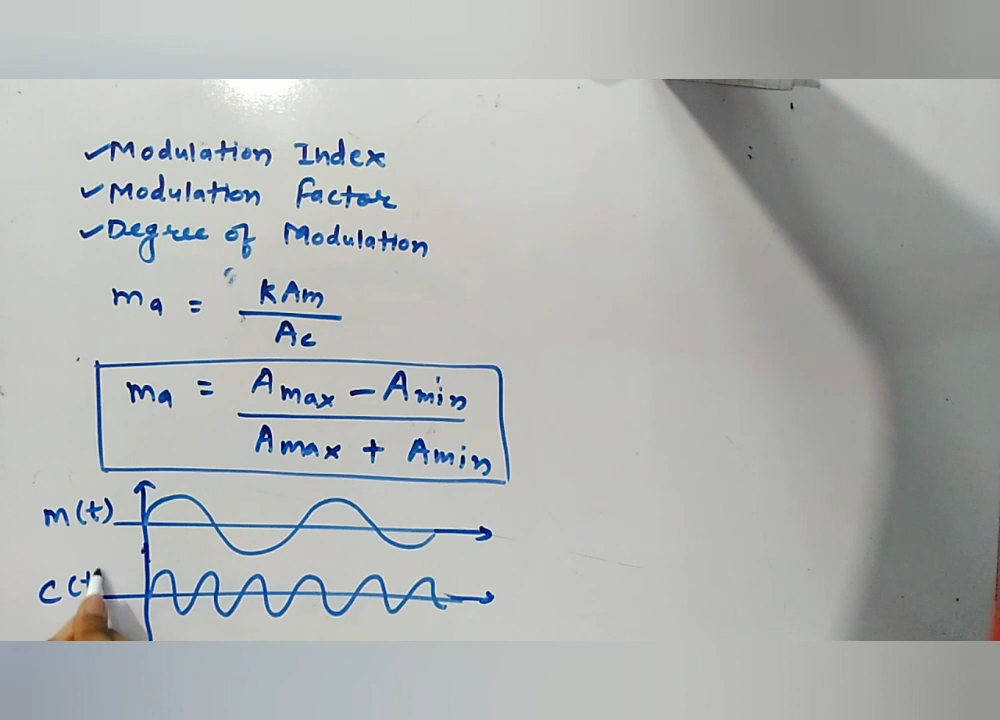 ✓Modulation Index
✓Modulation Factor
✓Degree of Modulation
ma = kAm / Ac
ma = Amax - Amin / Amax + Amin
m(t)
c(t